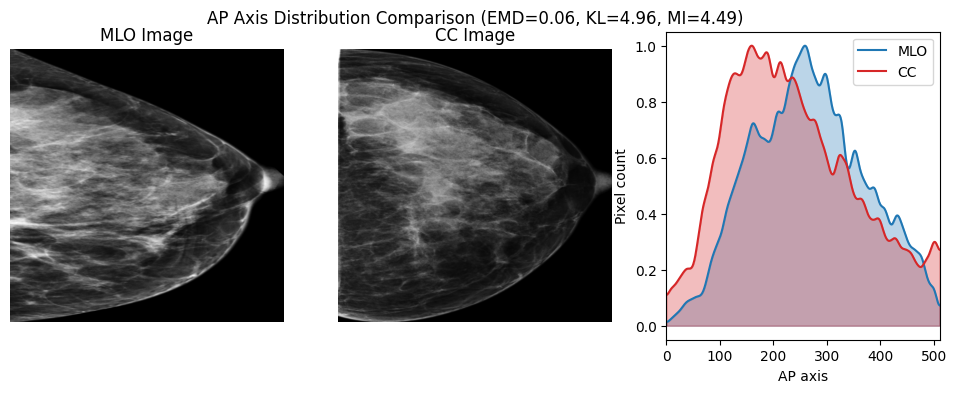 AP Axis Distribution Comparison (EMD=0.06, KL=4.96, MI=4.49)
MLO Image
CC Image
MLO
CC
1.0
0.8
0.6
0.4
0.2
0.0
Pixel count
0 100 200 300 400 500
AP axis